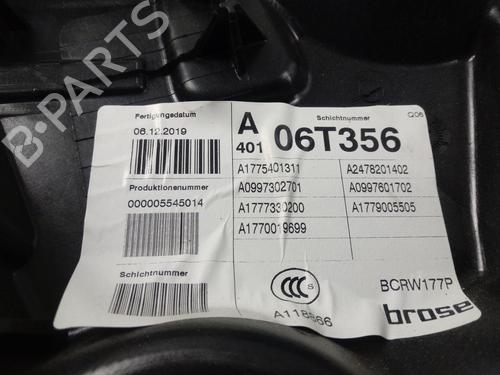 Fertigungsdatum
06.12.2019
Produktionsnummer
000005545014
Schichtnummer
A
401
Schichtnummer
Q06
06T356
A1775401311 A2478201402
A0997302701 A0997601702
A1777330200 A1779005505
A1770019699
CCC S
A118566
BCRW177P
brose
B-PARTS